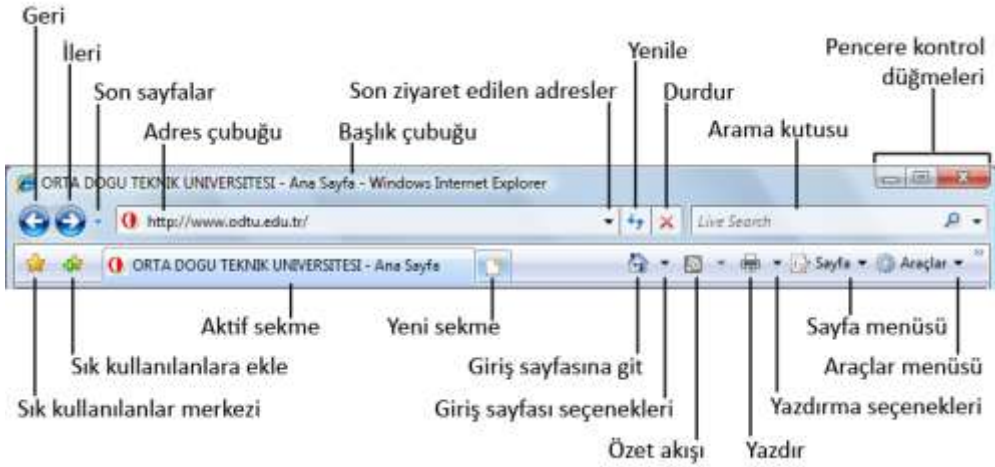 Geri
İleri
Yenile
Pencere kontrol
düğmeleri
Son sayfalar
Son ziyaret edilen adresler
Durdur
Adres çubuğu
Başlık çubuğu
Arama kutusu
ORTA DOGU TEKNIK UNIVERSITESI - Ana Sayfa - Windows Internet Explorer
http://www.odtu.edu.tr/
Live Search
ORTA DOGU TEKNIK UNIVERSITESI - Ana Sayfa
Sayfa
Araçlar
Aktif sekme
Yeni sekme
Sayfa menüsü
Sık kullanılanlara ekle
Giriş sayfasına git
Araçlar menüsü
Sık kullanılanlar merkezi
Giriş sayfası seçenekleri
Yazdırma seçenekleri
Özet akışı
Yazdır